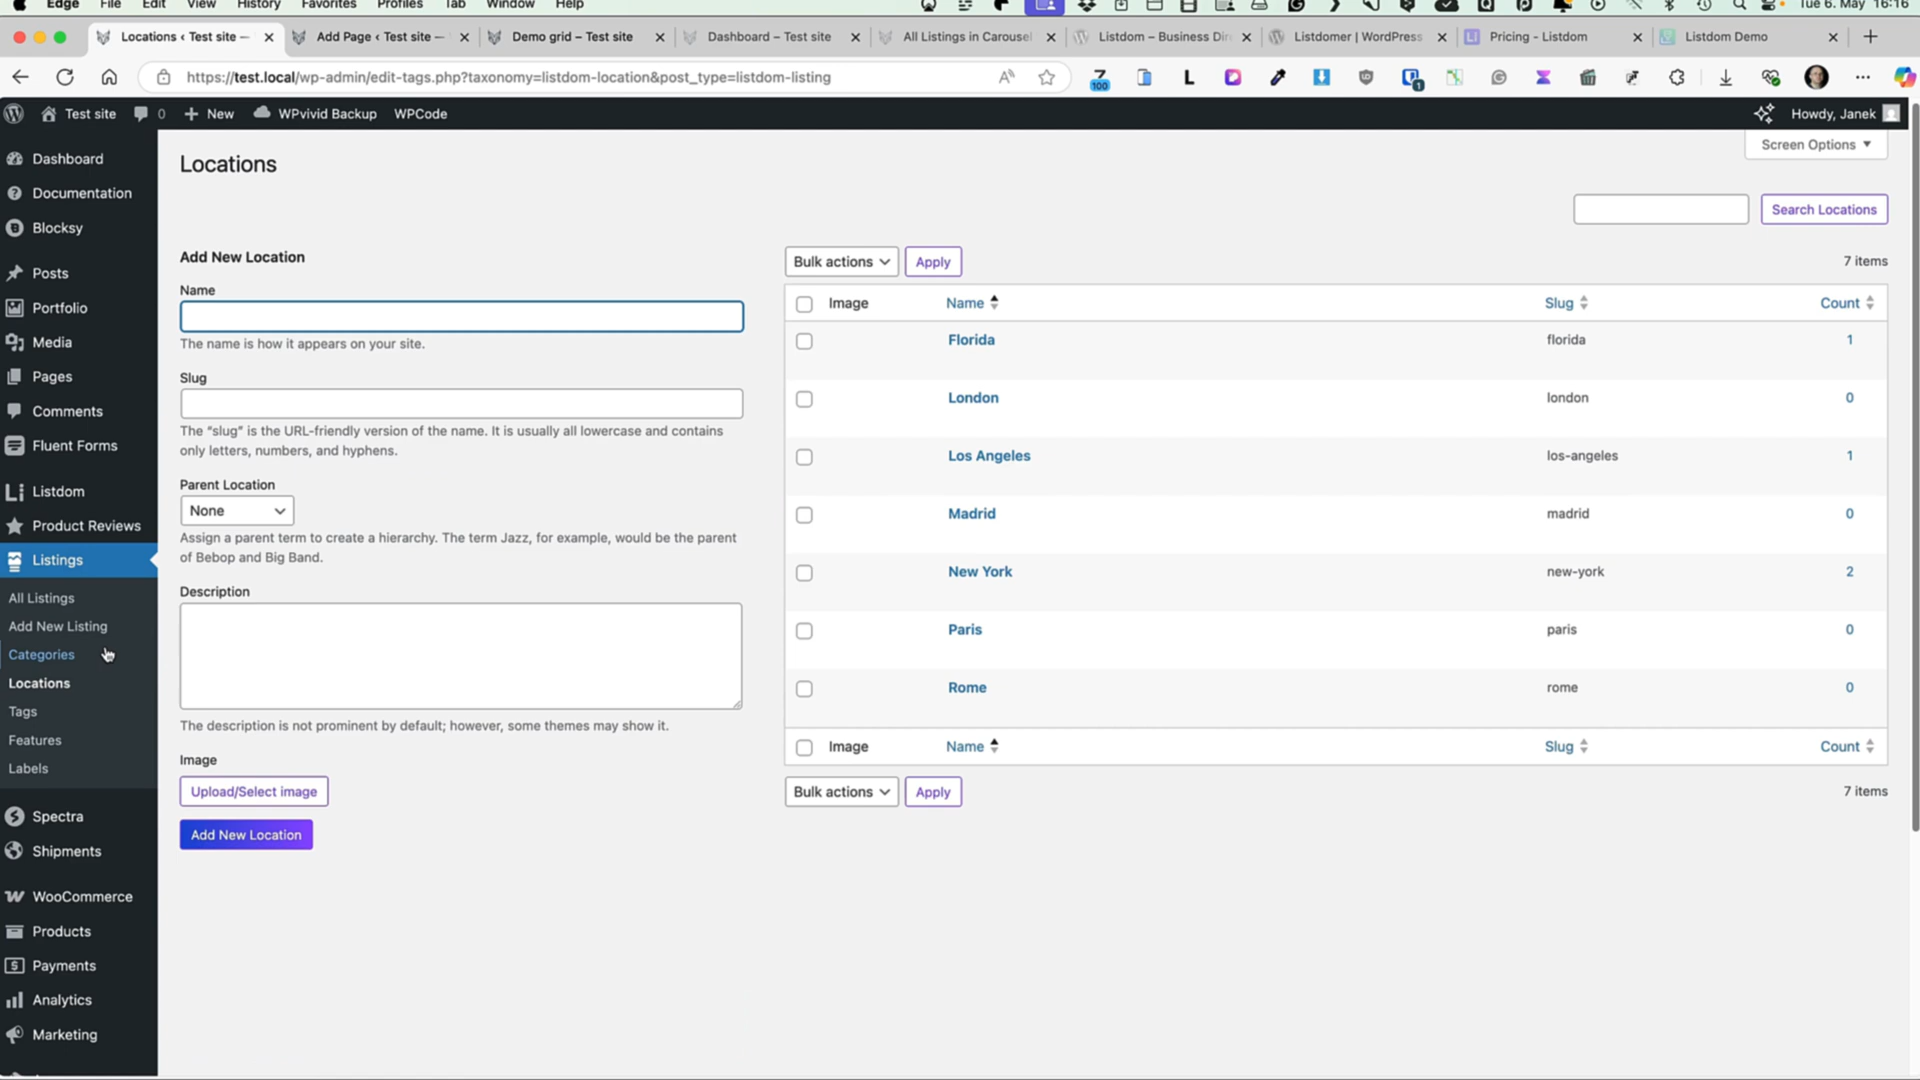 Edge File Edit View History Favorites Profiles Tab Window Help Tue 6. May 16:16
Locations ‹ Test site — Add Page ‹ Test site — Demo grid – Test site Dashboard – Test site All Listings in Carousel Listdom – Business Dir Listdomer | WordPress Pricing - Listdom Listdom Demo
https://test.local/wp-admin/edit-tags.php?taxonomy=listdom-location&post_type=listdom-listing
100
1
Test site 0 New WPvivid Backup WPCode Howdy, Janek
Dashboard
Documentation
Blocksy
Posts
Portfolio
Media
Pages
Comments
Fluent Forms
Listdom
Product Reviews
Listings
All Listings
Add New Listing
Categories
Locations
Tags
Features
Labels
Spectra
Shipments
WooCommerce
Products
Payments
Analytics
Marketing
Locations
Screen Options
Search Locations
Add New Location
Name
The name is how it appears on your site.
Slug
The “slug” is the URL-friendly version of the name. It is usually all lowercase and contains
only letters, numbers, and hyphens.
Parent Location
None
Assign a parent term to create a hierarchy. The term Jazz, for example, would be the parent
of Bebop and Big Band.
Description
The description is not prominent by default; however, some themes may show it.
Image
Upload/Select image
Add New Location
Bulk actions Apply 7 items
Image Name Slug Count
Florida florida 1
London london 0
Los Angeles los-angeles 1
Madrid madrid 0
New York new-york 2
Paris paris 0
Rome rome 0
Image Name Slug Count
Bulk actions Apply 7 items